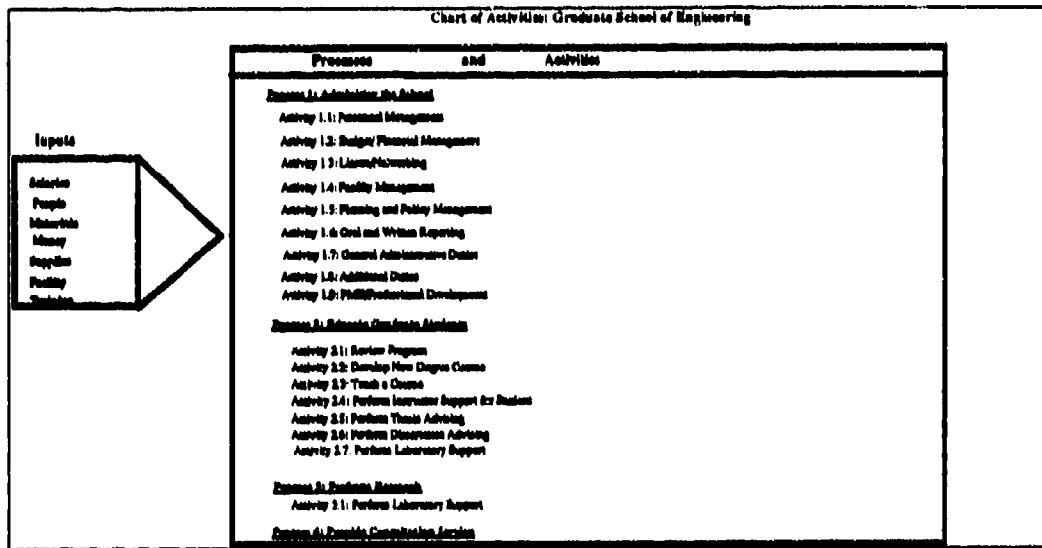 Chart of Activities: Graduate School of Engineering
Processes and Activities
Process 1: Administer the School
Activity 1.1: Personnel Management
Activity 1.2: Budget/ Financial Management
Activity 1.3: Liason/Networking
Activity 1.4: Facility Management
Activity 1.5: Planning and Policy Management
Activity 1.6: Oral and Written Reporting
Activity 1.7: General Administrative Duties
Activity 1.8: Additional Duties
Activity 1.9: Professional Development
Inputs
Salaries
People
Materials
Money
Supplies
Facility
Training
Process 2: Educate Graduate Students
Activity 2.1: Review Program
Activity 2.2: Develop New Degree Course
Activity 2.3: Teach a Course
Activity 2.4: Perform Instructor Support for Student
Activity 2.5: Perform Thesis Advising
Activity 2.6: Perform Dissertation Advising
Activity 2.7: Perform Laboratory Support
Process 3: Perform Research
Activity 3.1: Perform Laboratory Support
Process 4: Provide Consultation Service